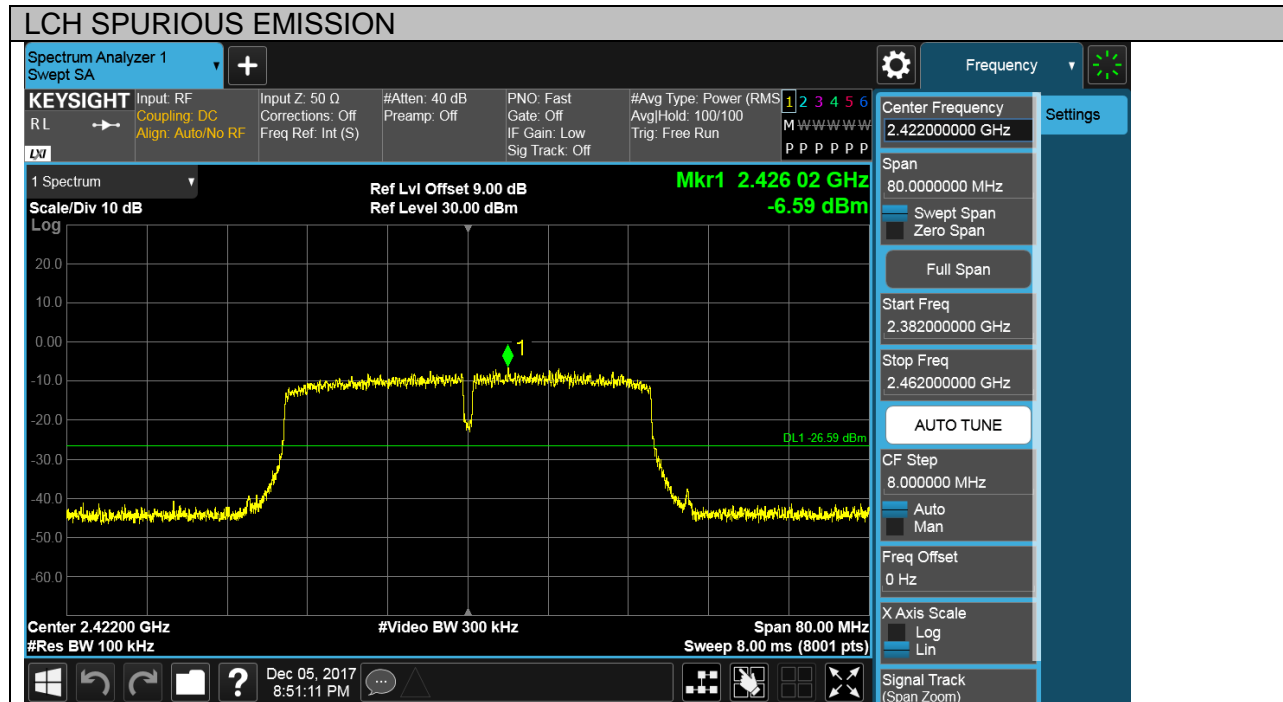 LCH SPURIOUS EMISSION
Spectrum Analyzer 1
Swept SA
+
Frequency
KEYSIGHT
R L
LXI
Input: RF
Coupling: DC
Align: Auto/No RF
Input Z: 50 Ω
Corrections: Off
Freq Ref: Int (S)
#Atten: 40 dB
Preamp: Off
PNO: Fast
Gate: Off
IF Gain: Low
Sig Track: Off
#Avg Type: Power (RMS
Avg|Hold: 100/100
Trig: Free Run
1 2 3 4 5 6
M W W W W W
P P P P P P
1 Spectrum
Scale/Div 10 dB
Ref Lvl Offset 9.00 dB
Ref Level 30.00 dBm
Mkr1 2.426 02 GHz
-6.59 dBm
Log
20.0
10.0
0.00
-10.0
-20.0
-30.0
-40.0
-50.0
-60.0
1
DL1 -26.59 dBm
Center 2.42200 GHz
#Res BW 100 kHz
#Video BW 300 kHz
Span 80.00 MHz
Sweep 8.00 ms (8001 pts)
Center Frequency
2.422000000 GHz
Settings
Span
80.0000000 MHz
Swept Span
Zero Span
Full Span
Start Freq
2.382000000 GHz
Stop Freq
2.462000000 GHz
AUTO TUNE
CF Step
8.000000 MHz
Auto
Man
Freq Offset
0 Hz
X Axis Scale
Log
Lin
Signal Track
(Span Zoom)
?
Dec 05, 2017
8:51:11 PM